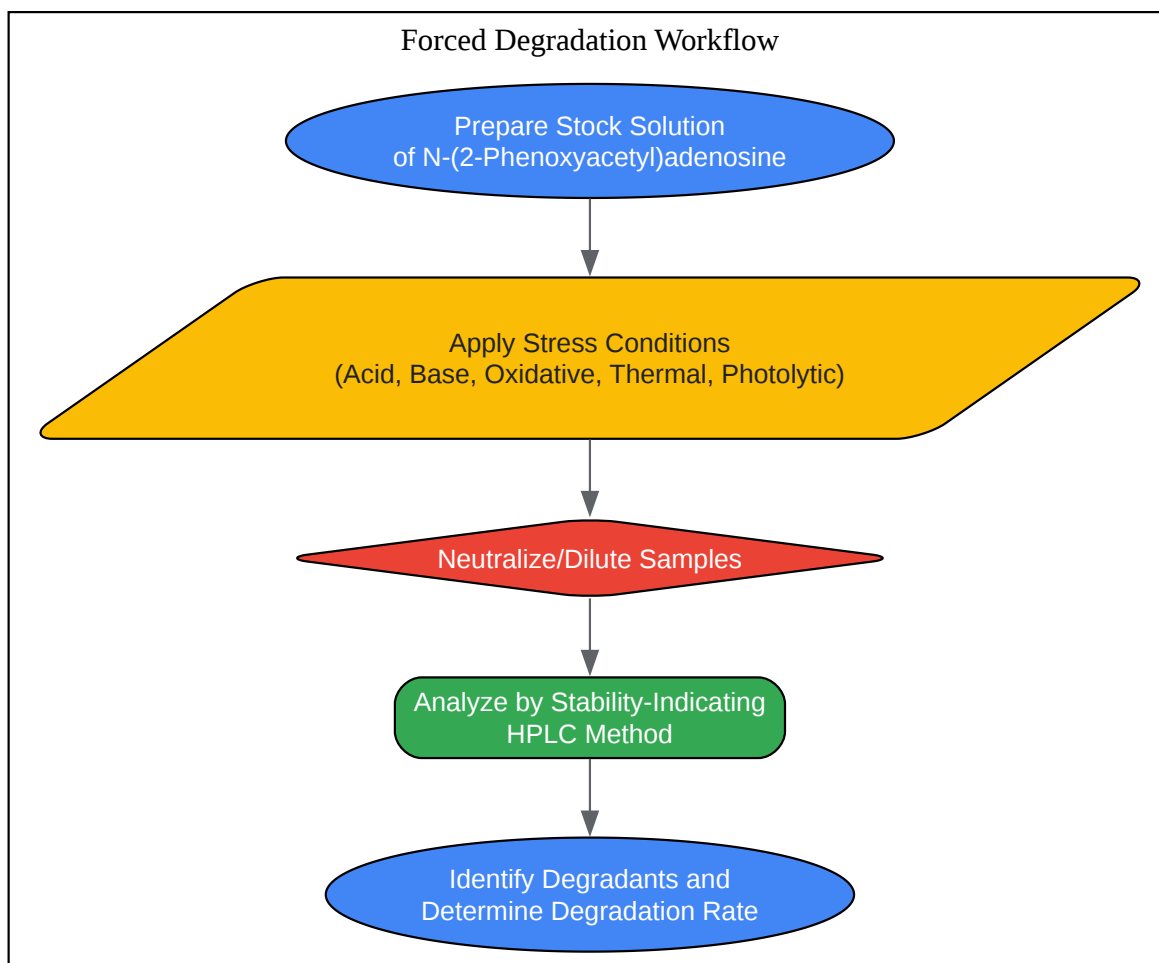 Forced Degradation Workflow
Prepare Stock Solution
of N-(2-Phenoxyacetyl)adenosine
Apply Stress Conditions
(Acid, Base, Oxidative, Thermal, Photolytic)
Neutralize/Dilute Samples
Analyze by Stability-Indicating
HPLC Method
Identify Degradants and
Determine Degradation Rate